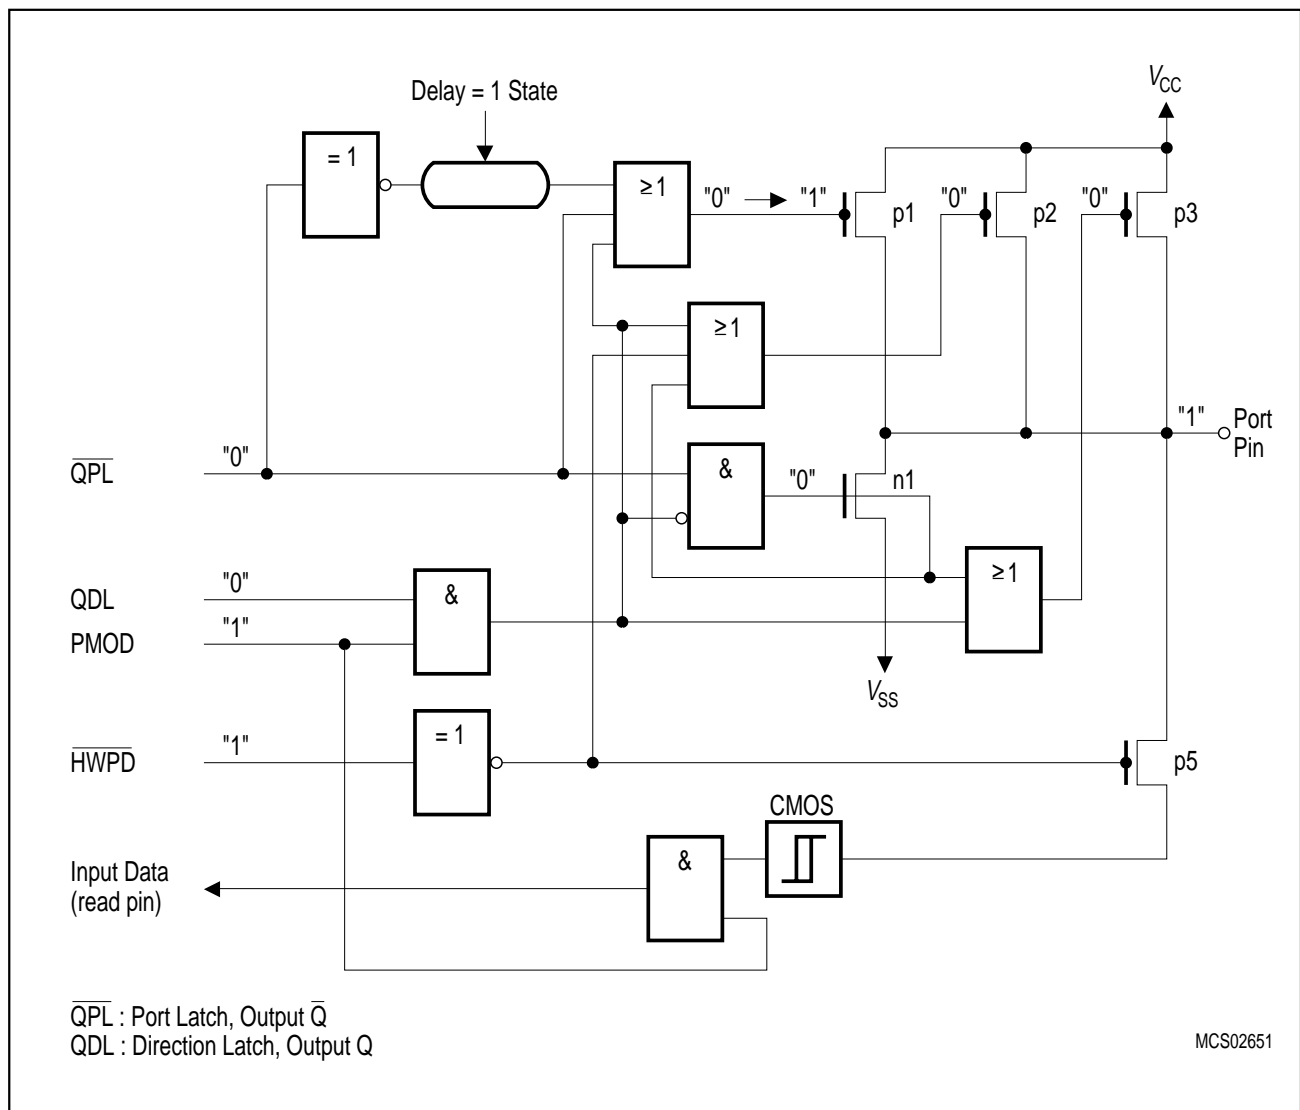 Delay = 1 State
VCC
= 1
≥1
"0" → "1"
p1
"0"
p2
"0"
p3
≥1
"1"
Port
Pin
QPL
"0"
&
"0"
n1
QDL
"0"
&
≥1
PMOD
"1"
VSS
HWPD
"1"
= 1
p5
CMOS
Input Data
(read pin)
&
QPL : Port Latch, Output Q
QDL : Direction Latch, Output Q
MCS02651